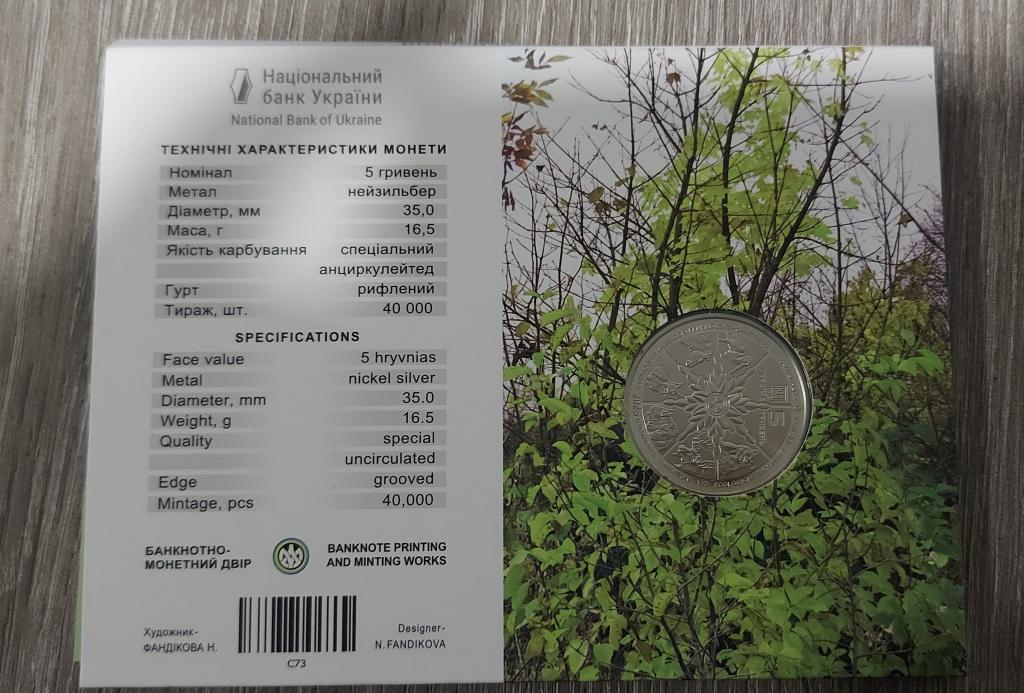 Національний
банк України
National Bank of Ukraine
ТЕХНІЧНІ ХАРАКТЕРИСТИКИ МОНЕТИ
Номінал 5 гривень
Метал нейзильбер
Діаметр, мм 35,0
Маса, г 16,5
Якість карбування спеціальний
анциркулейтед
Гурт рифлений
Тираж, шт. 40 000
SPECIFICATIONS
Face value 5 hryvnias
Metal nickel silver
Diameter, mm 35.0
Weight, g 16.5
Quality special
uncirculated
Edge grooved
Mintage, pcs 40,000
БАНКНОТНО-
МОНЕТНИЙ ДВІР
BANKNOTE PRINTING
AND MINTING WORKS
Художник-
ФАНДІКОВА Н.
Designer-
N.FANDIKOVA
C73
5